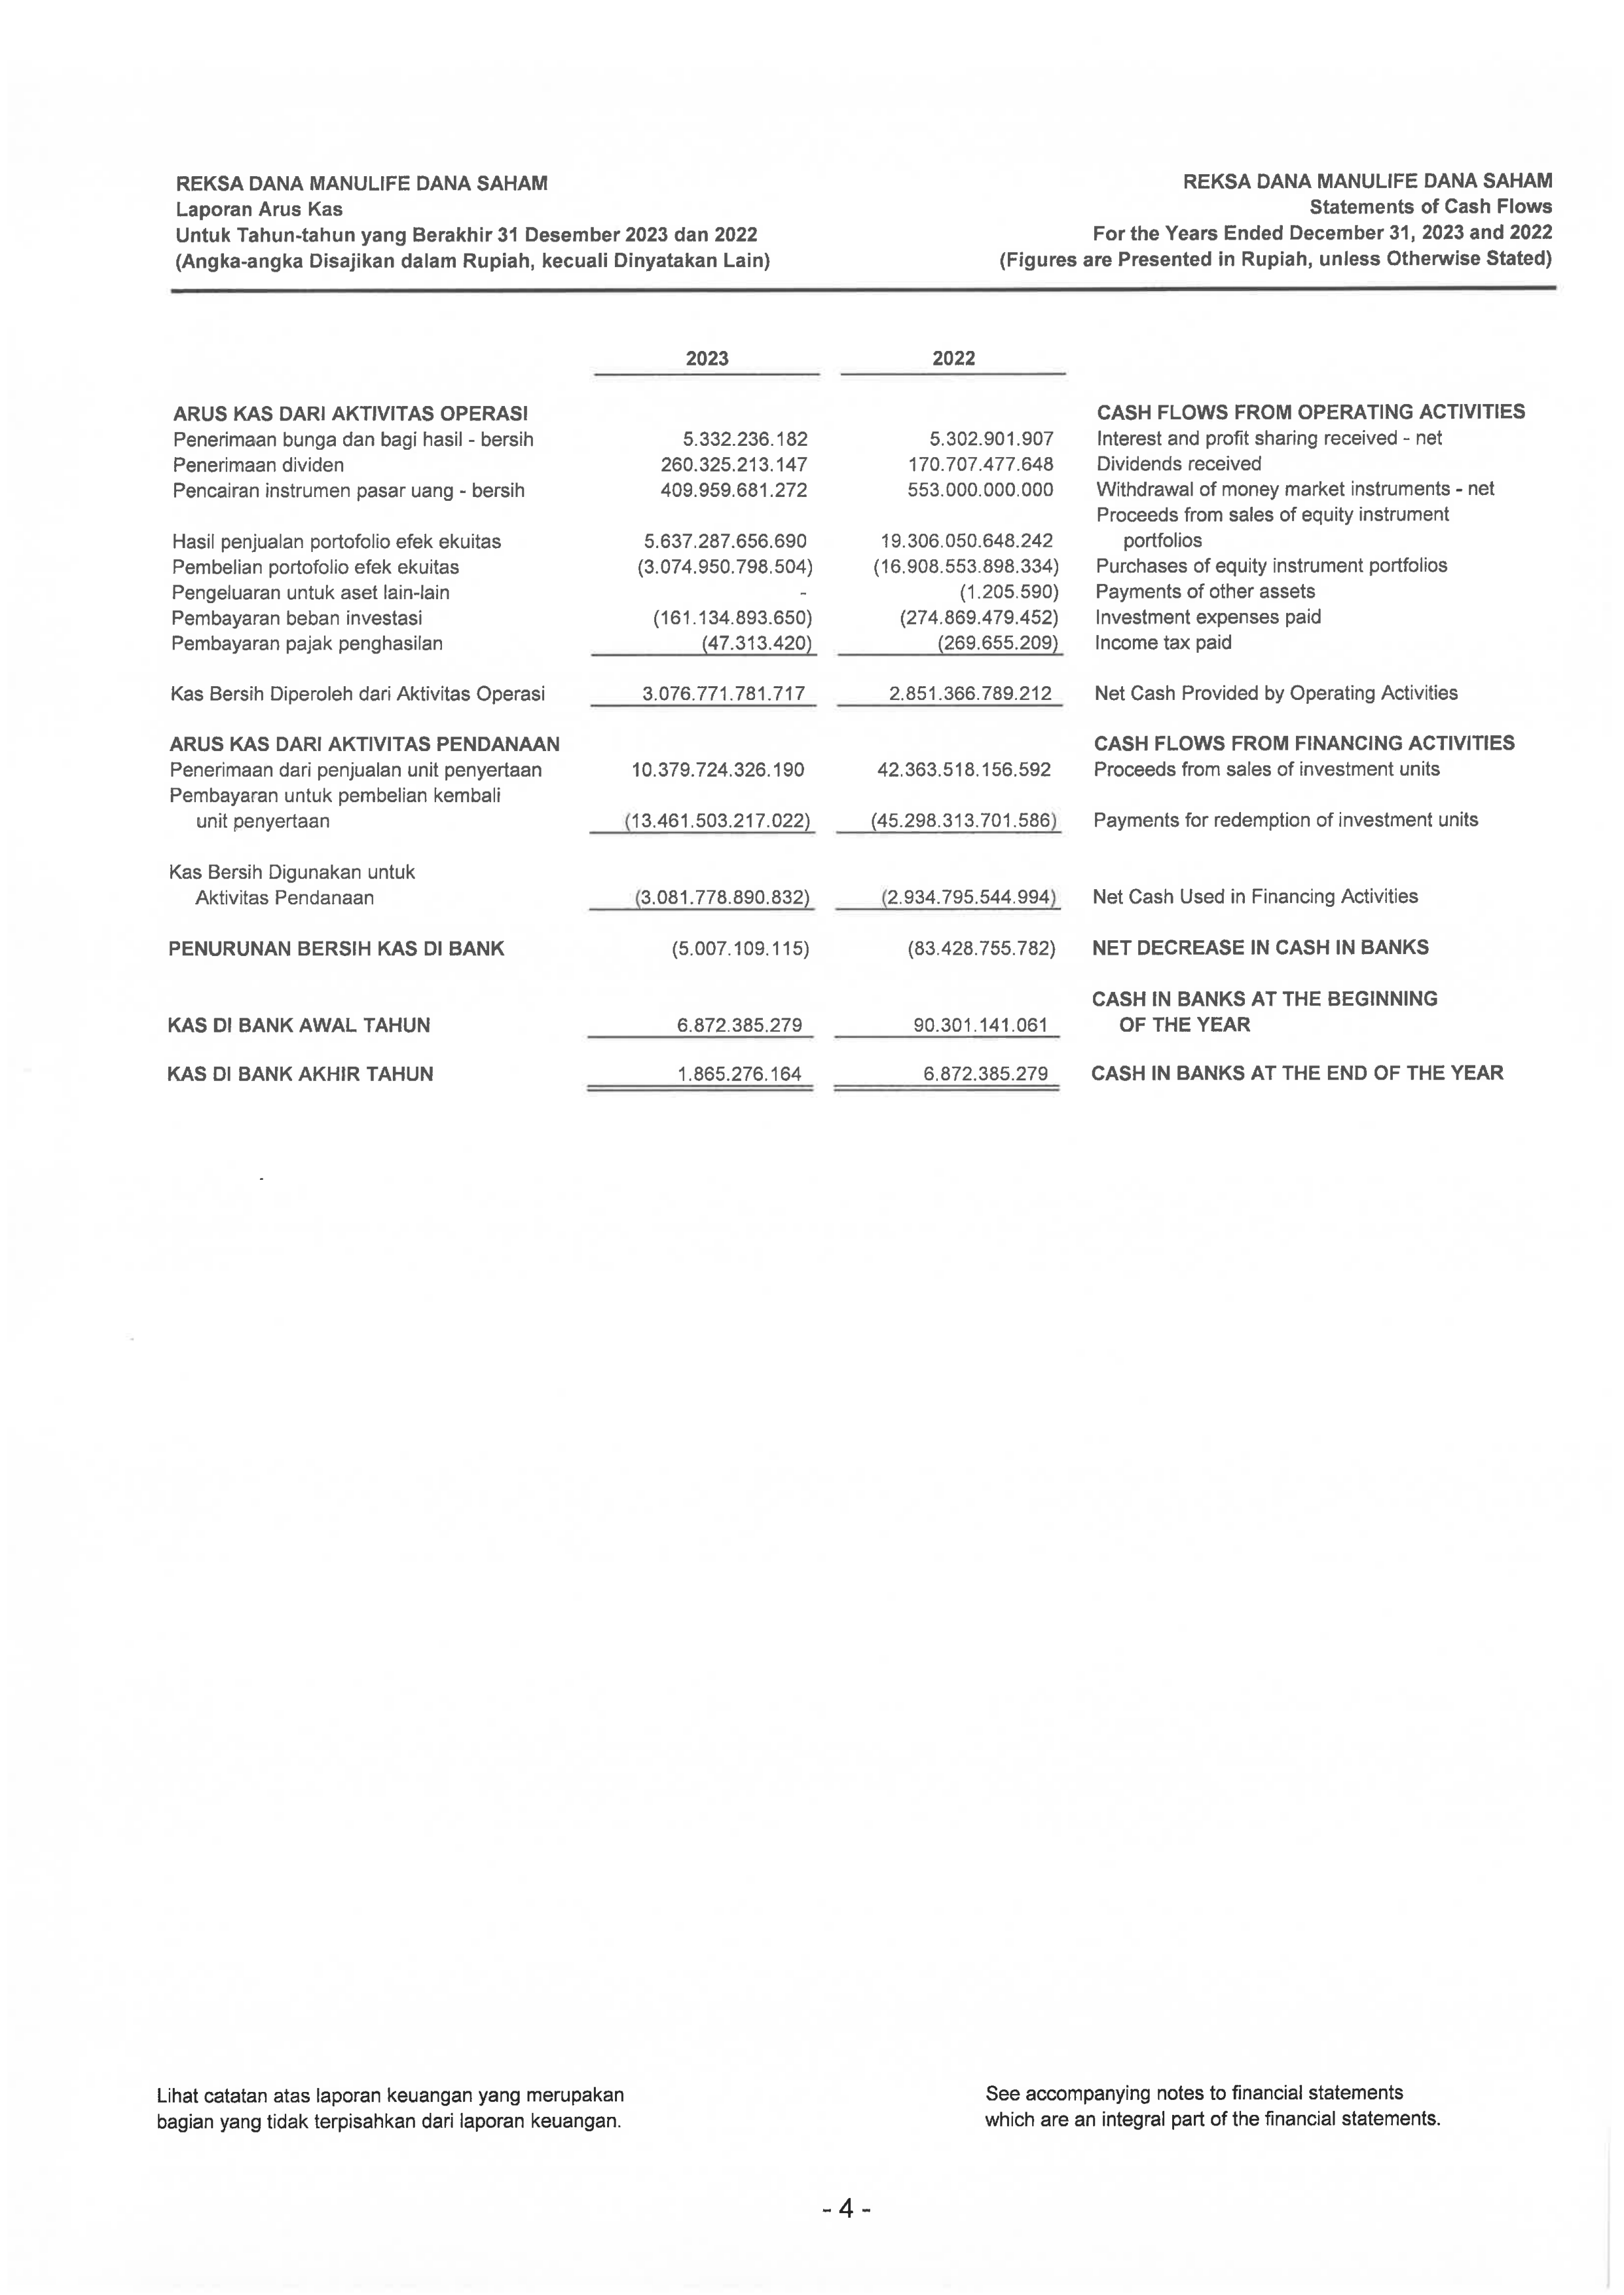 REKSA DANA MANULIFE DANA SAHAM
Laporan Arus Kas
Untuk Tahun-tahun yang Berakhir 31 Desember 2023 dan 2022
(Angka-angka Disajikan dalam Rupiah, kecuali Dinyatakan Lain)
REKSA DANA MANULIFE DANA SAHAM
Statements of Cash Flows
For the Years Ended December 31, 2023 and 2022
(Figures are Presented in Rupiah, unless Otherwise Stated)
2023 2022
ARUS KAS DARI AKTIVITAS OPERASI CASH FLOWS FROM OPERATING ACTIVITIES
Penerimaan bunga dan bagi hasil - bersih 5.332.236.182 5.302.901.907 Interest and profit sharing received - net
Penerimaan dividen 260.325.213.147 170.707.477.648 Dividends received
Pencairan instrumen pasar uang - bersih 409.959.681.272 553.000.000.000 Withdrawal of money market instruments - net
Proceeds from sales of equity instrument
Hasil penjualan portofolio efek ekuitas 5.637.287.656.690 19.306.050.648.242 portfolios
Pembelian portofolio efek ekuitas (3.074.950.798.504) (16.908.553.898.334) Purchases of equity instrument portfolios
Pengeluaran untuk aset lain-lain - (1.205.590) Payments of other assets
Pembayaran beban investasi (161.134.893.650) (274.869.479.452) Investment expenses paid
Pembayaran pajak penghasilan (47.313.420) (269.655.209) Income tax paid
Kas Bersih Diperoleh dari Aktivitas Operasi 3.076.771.781.717 2.851.366.789.212 Net Cash Provided by Operating Activities
ARUS KAS DARI AKTIVITAS PENDANAAN CASH FLOWS FROM FINANCING ACTIVITIES
Penerimaan dari penjualan unit penyertaan 10.379.724.326.190 42.363.518.156.592 Proceeds from sales of investment units
Pembayaran untuk pembelian kembali
unit penyertaan (13.461.503.217.022) (45.298.313.701.586) Payments for redemption of investment units
Kas Bersih Digunakan untuk
Aktivitas Pendanaan (3.081.778.890.832) (2.934.795.544.994) Net Cash Used in Financing Activities
PENURUNAN BERSIH KAS DI BANK (5.007.109.115) (83.428.755.782) NET DECREASE IN CASH IN BANKS
CASH IN BANKS AT THE BEGINNING
KAS DI BANK AWAL TAHUN 6.872.385.279 90.301.141.061 OF THE YEAR
KAS DI BANK AKHIR TAHUN 1.865.276.164 6.872.385.279 CASH IN BANKS AT THE END OF THE YEAR
Lihat catatan atas laporan keuangan yang merupakan
bagian yang tidak terpisahkan dari laporan keuangan.
See accompanying notes to financial statements
which are an integral part of the financial statements.
- 4 -